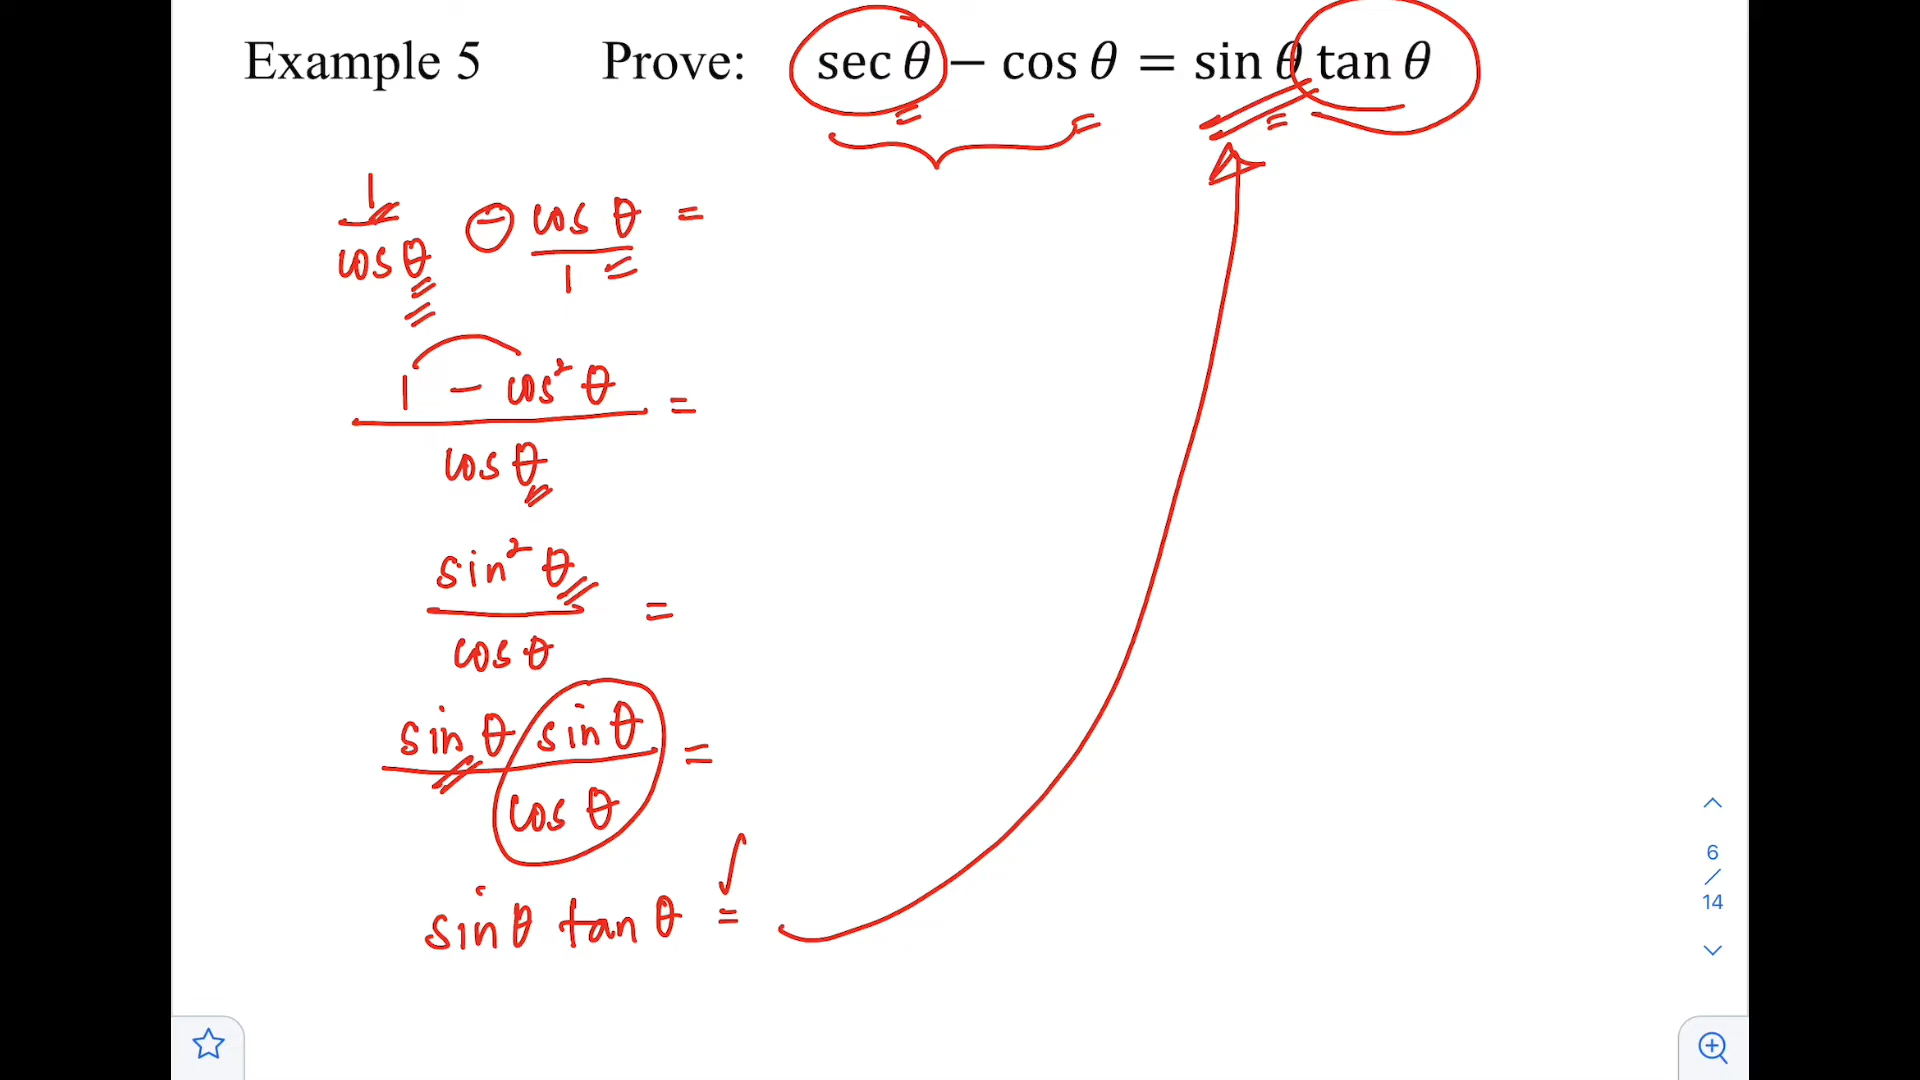 Example 5 Prove: sec θ − cos θ = sin θ tan θ
1/cos θ − cos θ/1 =
1 − cos² θ
cos θ =
sin² θ
cos θ =
sin θ sin θ
cos θ =
sin θ tan θ =
6
/
14